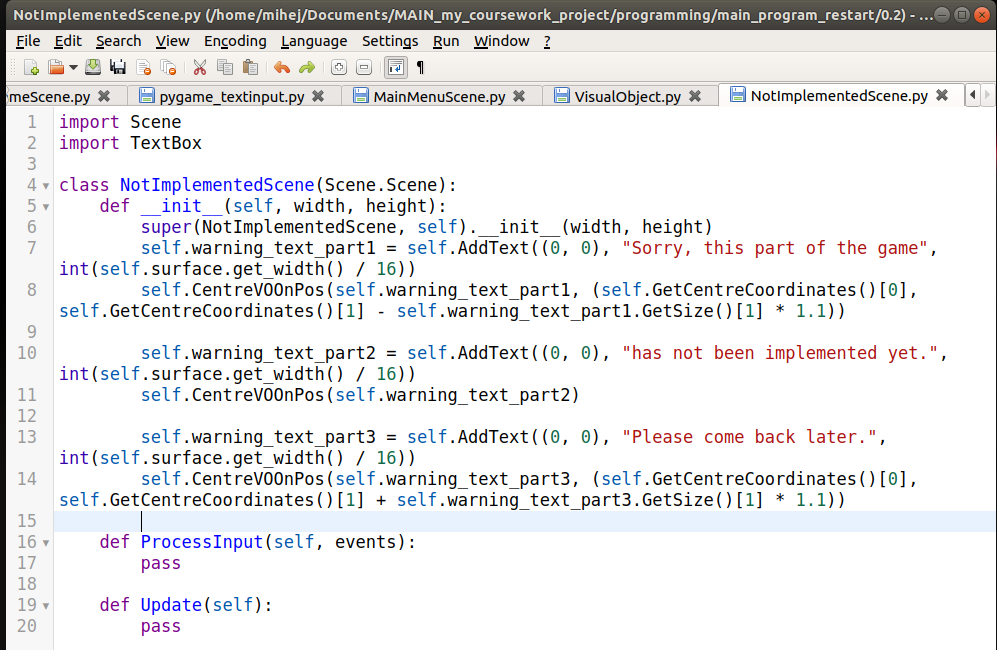 NotImplementedScene.py (/home/mihej/Documents/MAIN_my_coursework_project/programming/main_program_restart/0.2) - ...
File Edit Search View Encoding Language Settings Run Window ?
meScene.py pygame_textinput.py MainMenuScene.py VisualObject.py NotImplementedScene.py
1 import Scene
2 import TextBox
3
4 class NotImplementedScene(Scene.Scene):
5 def __init__(self, width, height):
6 super(NotImplementedScene, self).__init__(width, height)
7 self.warning_text_part1 = self.AddText((0, 0), "Sorry, this part of the game",
int(self.surface.get_width() / 16))
8 self.CentreVOOnPos(self.warning_text_part1, (self.GetCentreCoordinates()[0],
self.GetCentreCoordinates()[1] - self.warning_text_part1.GetSize()[1] * 1.1))
9
10 self.warning_text_part2 = self.AddText((0, 0), "has not been implemented yet.",
int(self.surface.get_width() / 16))
11 self.CentreVOOnPos(self.warning_text_part2)
12
13 self.warning_text_part3 = self.AddText((0, 0), "Please come back later.",
int(self.surface.get_width() / 16))
14 self.CentreVOOnPos(self.warning_text_part3, (self.GetCentreCoordinates()[0],
self.GetCentreCoordinates()[1] + self.warning_text_part3.GetSize()[1] * 1.1))
15
16 def ProcessInput(self, events):
17 pass
18
19 def Update(self):
20 pass